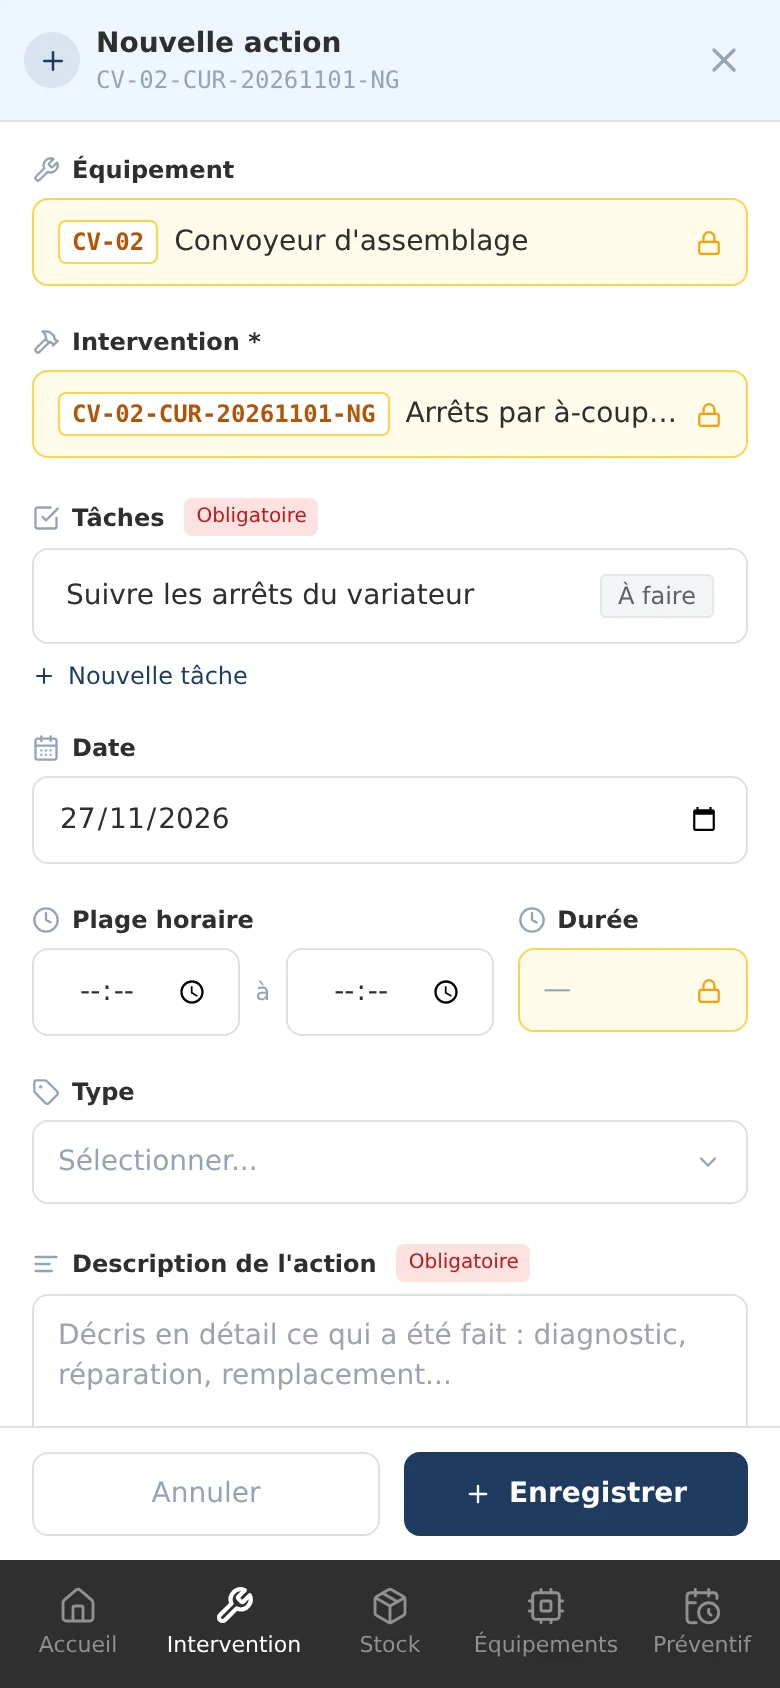 Nouvelle action
CV-02-CUR-20261101-NG
Équipement
CV-02 Convoyeur d'assemblage
Intervention *
CV-02-CUR-20261101-NG Arrêts par à-coup...
Tâches Obligatoire
Suivre les arrêts du variateur À faire
+ Nouvelle tâche
Date
27/11/2026
Plage horaire Durée
--:-- à --:-- —
Type
Sélectionner...
Description de l'action Obligatoire
Décris en détail ce qui a été fait : diagnostic,
réparation, remplacement...
Annuler + Enregistrer
Accueil Intervention Stock Équipements Préventif